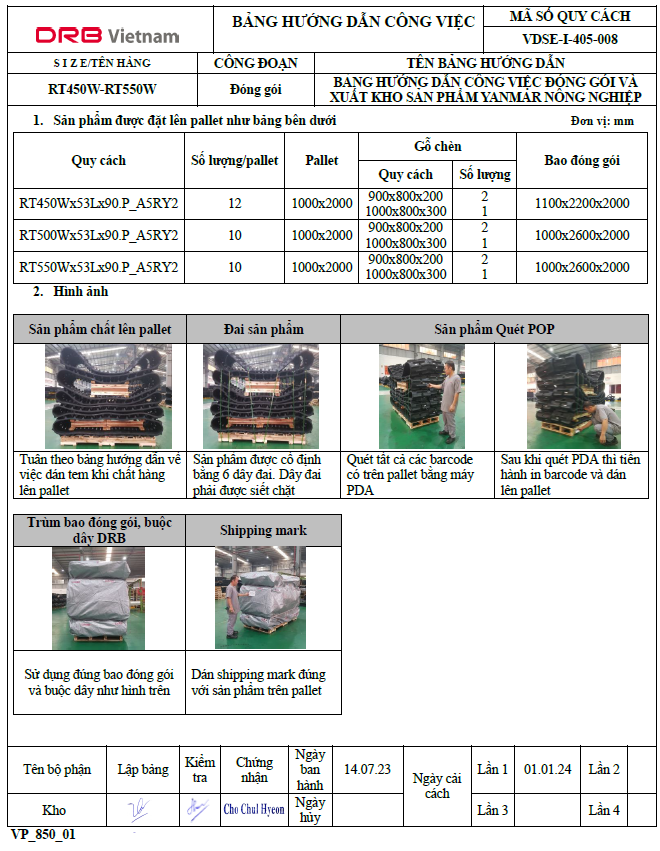 DRB Vietnam
BẢNG HƯỚNG DẪN CÔNG VIỆC
MÃ SỐ QUY CÁCH
VDSE-I-405-008
S I Z E/TÊN HÀNG
CÔNG ĐOẠN
TÊN BẢNG HƯỚNG DẪN
RT450W-RT550W
Đóng gói
BẢNG HƯỚNG DẪN CÔNG VIỆC ĐÓNG GÓI VÀ
XUẤT KHO SẢN PHẨM YANMAR NÔNG NGHIỆP
1. Sản phẩm được đặt lên pallet như bảng bên dưới
Đơn vị: mm
Quy cách
Số lượng/pallet
Pallet
Gỗ chèn
Bao đóng gói
Quy cách
Số lượng
RT450Wx53Lx90.P_A5RY2
12
1000x2000
900x800x200
2
1000x800x300
1
1100x2200x2000
RT500Wx53Lx90.P_A5RY2
10
1000x2000
900x800x200
2
1000x800x300
1
1000x2600x2000
RT550Wx53Lx90.P_A5RY2
10
1000x2000
900x800x200
2
1000x800x300
1
1000x2600x2000
2. Hình ảnh
Sản phẩm chất lên pallet
Đai sản phẩm
Sản phẩm Quét POP
Tuân theo bảng hướng dẫn về
việc dán tem khi chất hàng
lên pallet
Sản phẩm được cố định
bằng 6 dây đai. Dây đai
phải được siết chặt
Quét tất cả các barcode
có trên pallet bằng máy
PDA
Sau khi quét PDA thì tiến
hành in barcode và dán
lên pallet
Trùm bao đóng gói, buộc
dây DRB
Shipping mark
Sử dụng đúng bao đóng gói
và buộc dây như hình trên
Dán shipping mark đúng
với sản phẩm trên pallet
Tên bộ phận
Lập bảng
Kiểm
tra
Chứng
nhận
Ngày
ban
hành
14.07.23
Ngày cải
cách
Lần 1
01.01.24
Lần 2
Kho
Cho Chul Hyeon
Ngày
hủy
Lần 3
Lần 4
VP_850_01